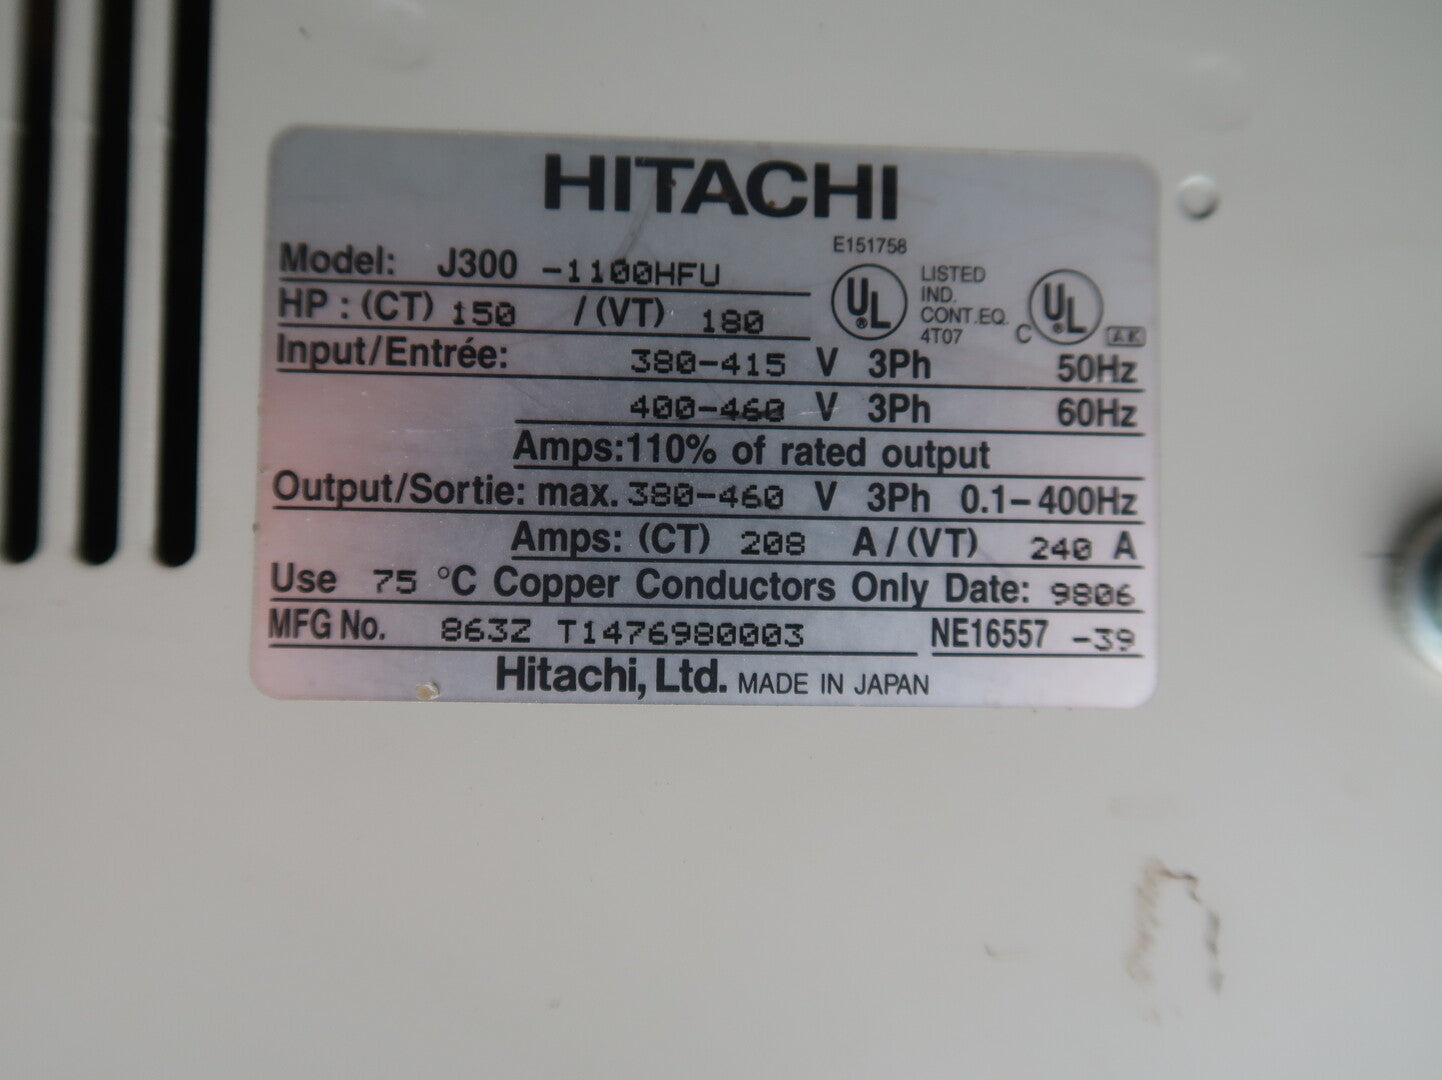 HITACHI
E151758
Model: J300 -1100HFU
UL ® LISTED IND. CONT.EQ. 4T07 C UL ® AK
HP : (CT) 150 / (VT) 180
Input/Entrée: 380-415 V 3Ph 50Hz
400-460 V 3Ph 60Hz
Amps:110% of rated output
Output/Sortie: max. 380-460 V 3Ph 0.1-400Hz
Amps: (CT) 208 A / (VT) 240 A
Use 75 °C Copper Conductors Only Date: 9806
MFG No. 863Z T1476980003 NE16557 -39
Hitachi, Ltd. MADE IN JAPAN